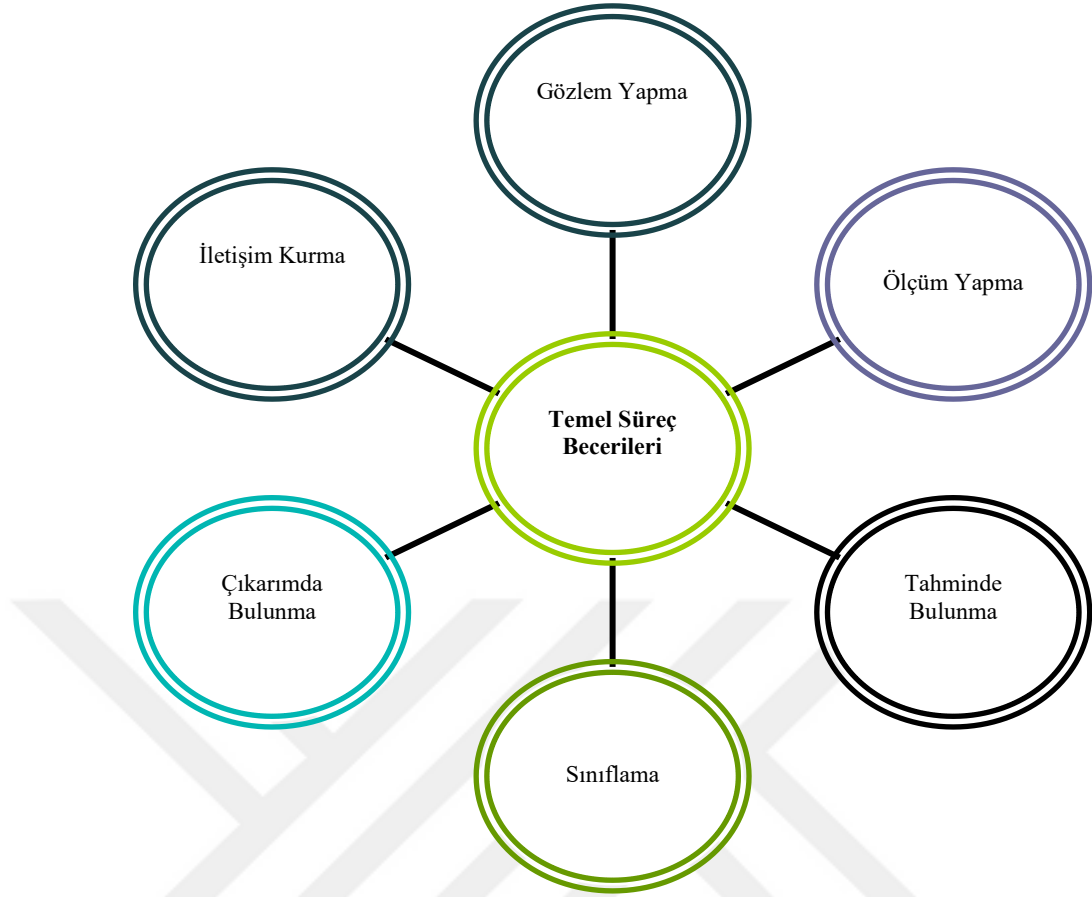 Gözlem Yapma
İletişim Kurma
Ölçüm Yapma
Temel Süreç
Becerileri
Çıkarımda
Bulunma
Tahminde
Bulunma
Sınıflama